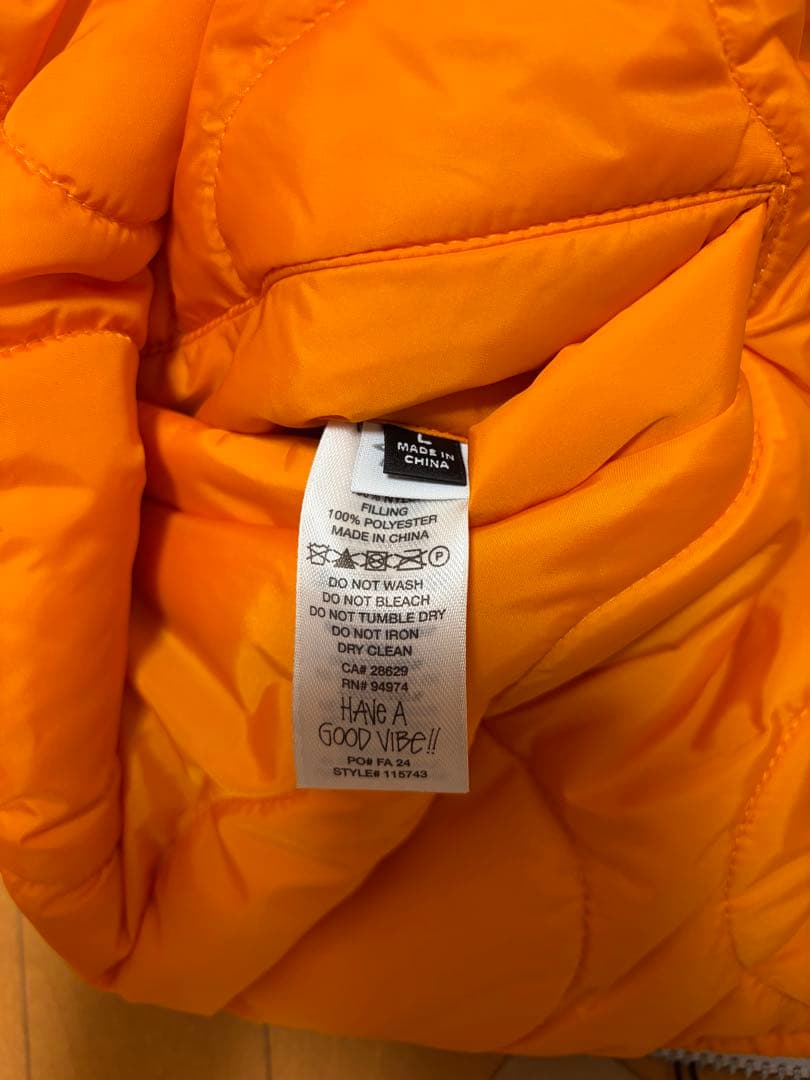 L
MADE IN
CHINA
FILLING
100% POLYESTER
MADE IN CHINA
P
DO NOT WASH
DO NOT BLEACH
DO NOT TUMBLE DRY
DO NOT IRON
DRY CLEAN
CA# 28629
RN# 94974
HAVE A
GOOD VIBE!!
PO# FA 24
STYLE# 115743